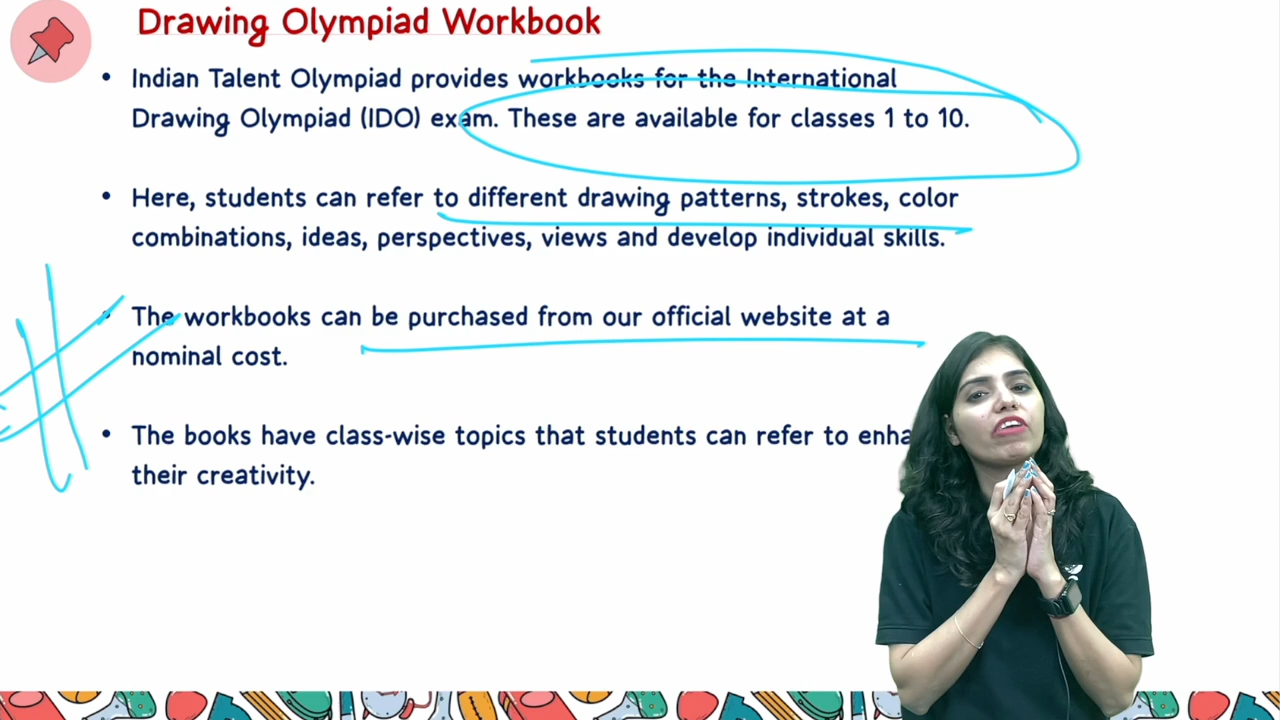 Drawing Olympiad Workbook
• Indian Talent Olympiad provides workbooks for the International
Drawing Olympiad (IDO) exam. These are available for classes 1 to 10.
• Here, students can refer to different drawing patterns, strokes, color
combinations, ideas, perspectives, views and develop individual skills.
• The workbooks can be purchased from our official website at a
nominal cost.
• The books have class-wise topics that students can refer to enha
their creativity.